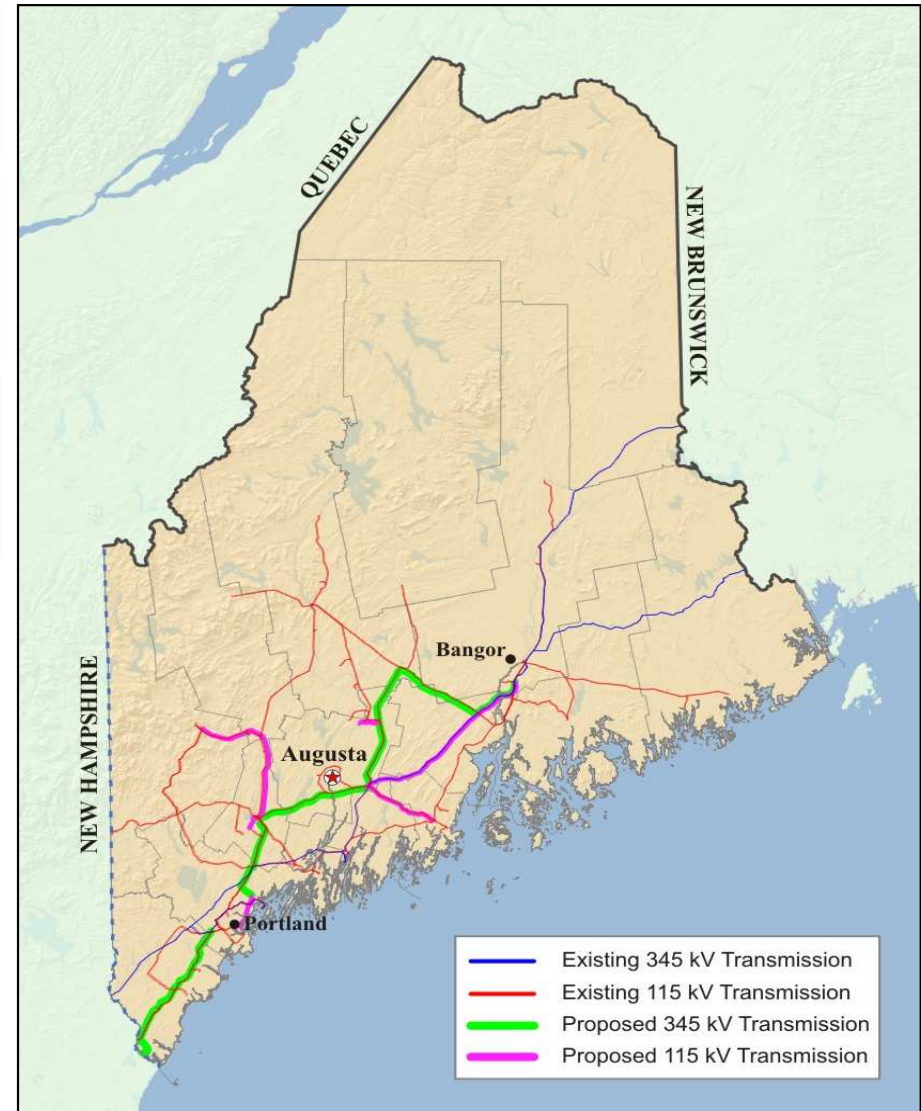 QUEBEC
NEW BRUNSWICK
NEW HAMPSHIRE
Bangor
Augusta
Portland
Existing 345 kV Transmission
Existing 115 kV Transmission
Proposed 345 kV Transmission
Proposed 115 kV Transmission